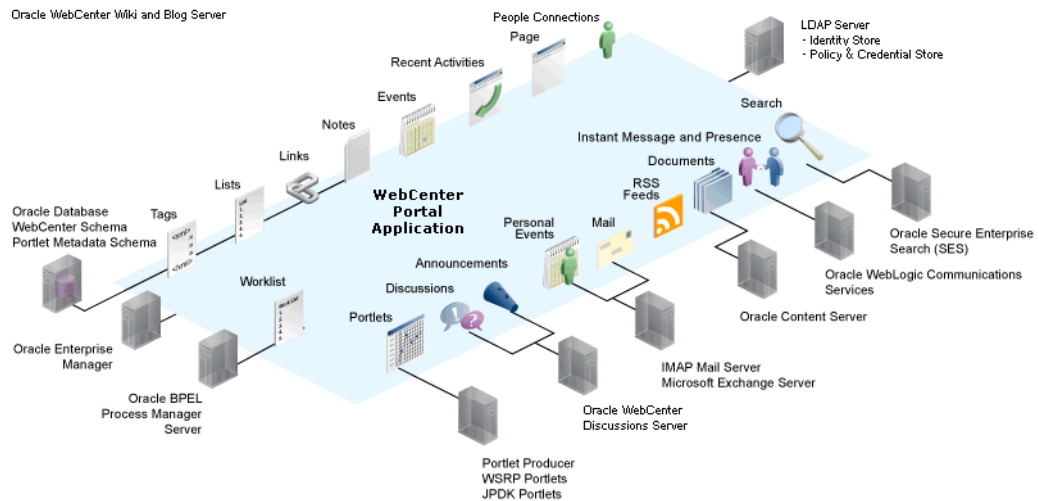 Oracle WebCenter Wiki and Blog Server
People Connections
Page
LDAP Server
- Identity Store
- Policy & Credential Store
Recent Activities
Events
Search
Notes
Instant Message and Presence
Links
Documents
Lists
RSS
Feeds
WebCenter
Portal
Application
Tags
Oracle Database
WebCenter Schema
Portlet Metadata Schema
Personal
Events
Mail
Oracle Secure Enterprise
Search (SES)
Announcements
Oracle WebLogic Communications
Services
Worklist
Discussions
Portlets
Oracle Content Server
Oracle Enterprise
Manager
IMAP Mail Server
Microsoft Exchange Server
Oracle BPEL
Process Manager
Server
Oracle WebCenter
Discussions Server
Portlet Producer
WSRP Portlets
JPDK Portlets